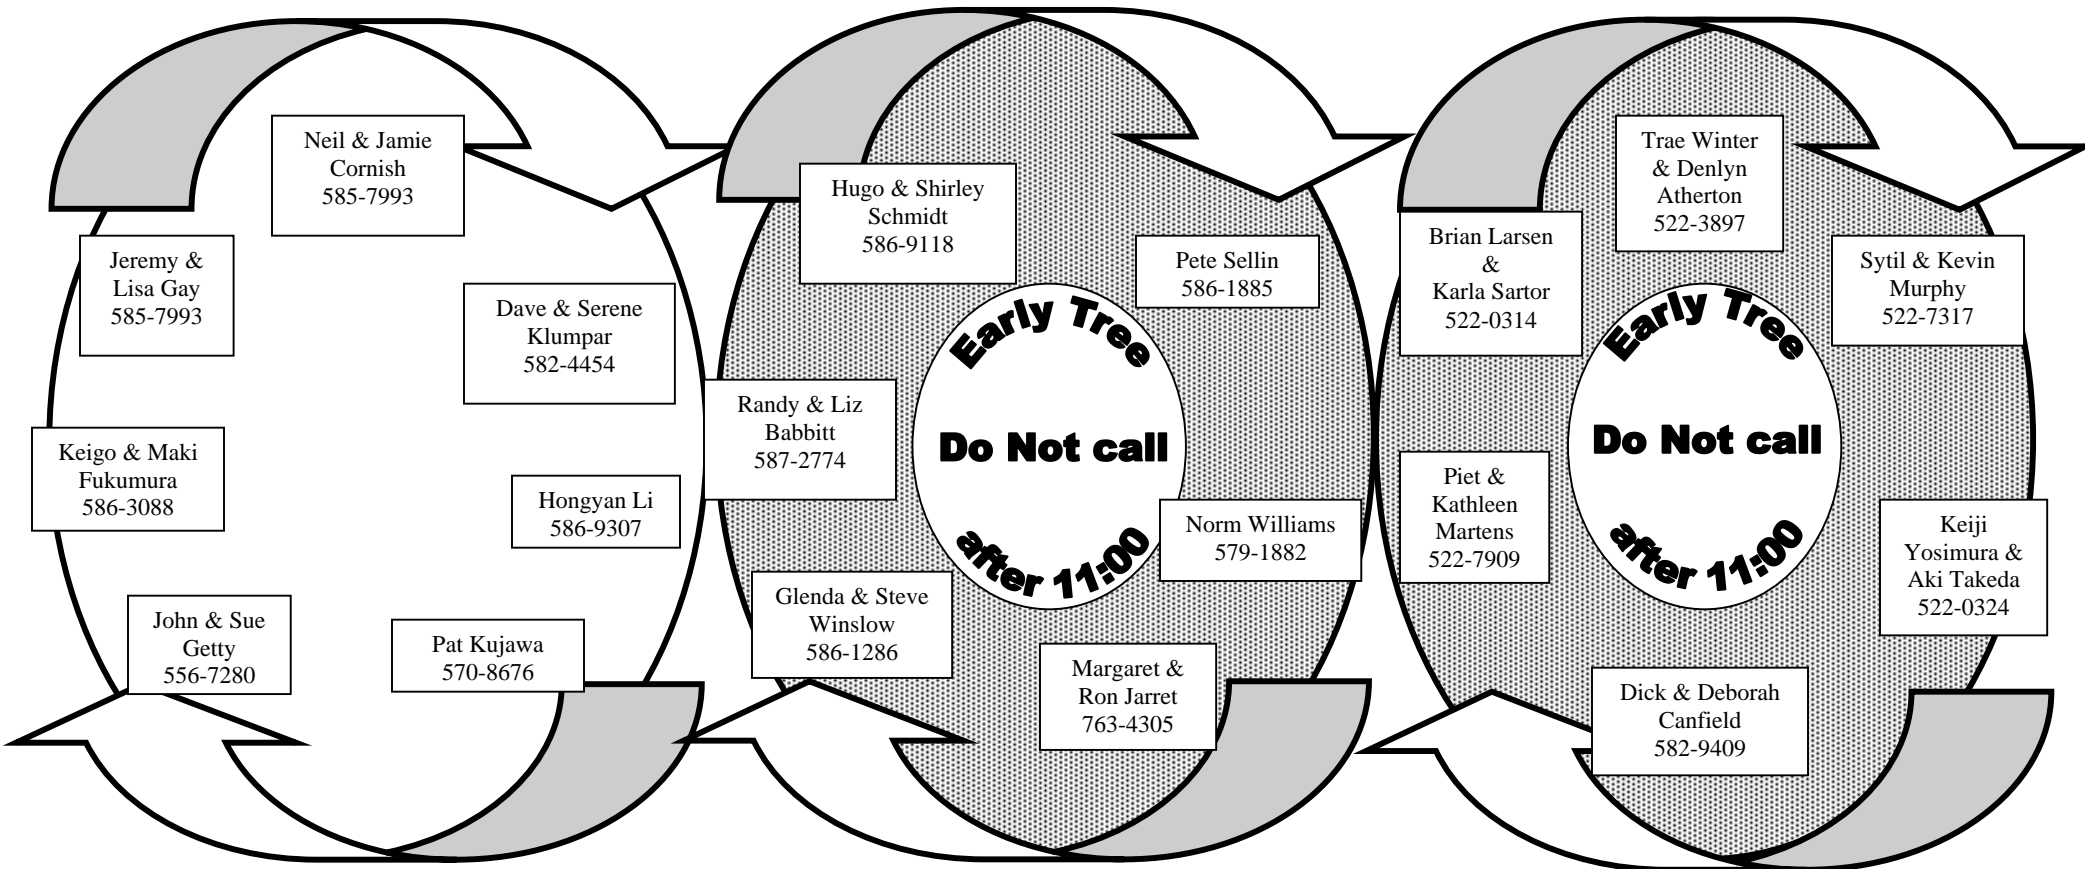 Neil & Jamie
Cornish
585-7993
Jeremy &
Lisa Gay
585-7993
Dave & Serene
Klumpar
582-4454
Keigo & Maki
Fukumura
586-3088
Hongyan Li
586-9307
John & Sue
Getty
556-7280
Pat Kujawa
570-8676
Hugo & Shirley
Schmidt
586-9118
Pete Sellin
586-1885
Randy & Liz
Babbitt
587-2774
Early Tree
Do Not call
after 11:00
Norm Williams
579-1882
Glenda & Steve
Winslow
586-1286
Margaret &
Ron Jarret
763-4305
Trae Winter
& Denlyn
Atherton
522-3897
Brian Larsen
&
Karla Sartor
522-0314
Sytil & Kevin
Murphy
522-7317
Early Tree
Do Not call
after 11:00
Piet &
Kathleen
Martens
522-7909
Keiji
Yosimura &
Aki Takeda
522-0324
Dick & Deborah
Canfield
582-9409